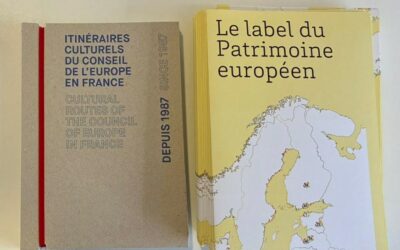 ITINÉRAIRES
CULTURELS
DU CONSEIL
DE L'EUROPE
EN FRANCE
CULTURAL
ROUTES OF
THE COUNCIL
OF EUROPE
IN FRANCE
DEPUIS 1987 SINCE 1987
Le label du
Patrimoine
européen